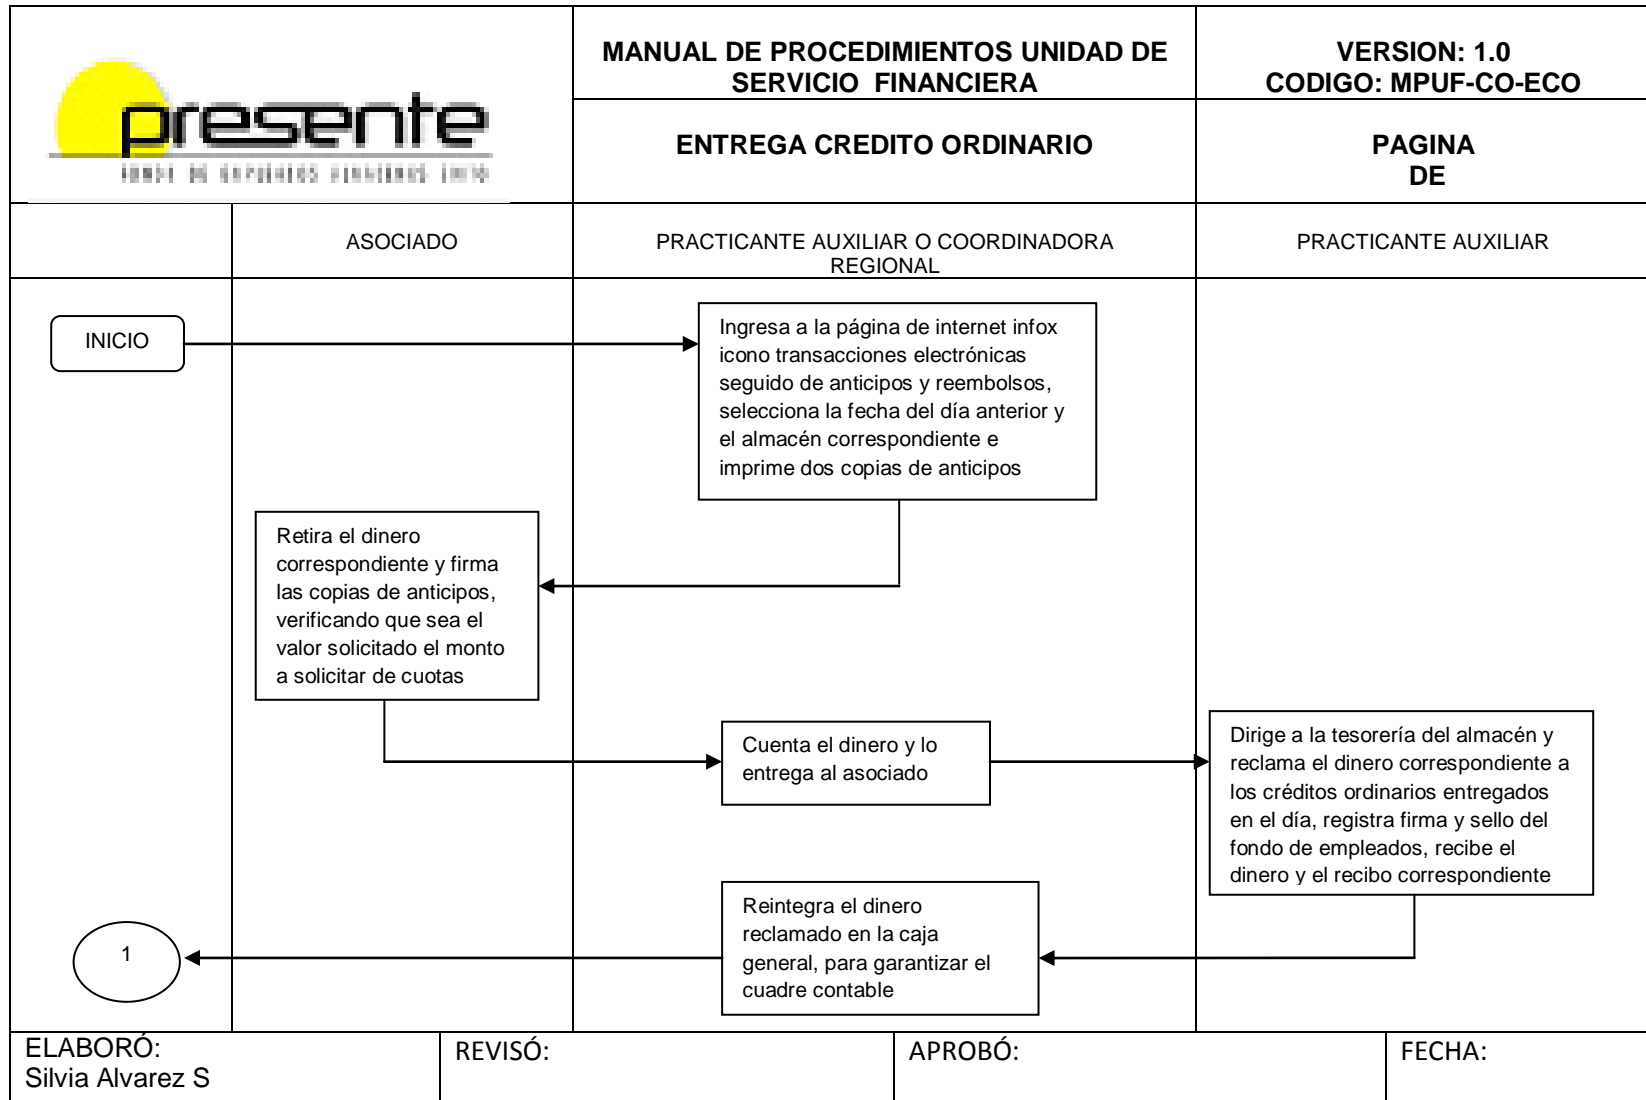 presente
MANUAL DE PROCEDIMIENTOS UNIDAD DE
SERVICIO FINANCIERA
VERSION: 1.0
CODIGO: MPUF-CO-ECO
ENTREGA CREDITO ORDINARIO
PAGINA
DE
ASOCIADO
PRACTICANTE AUXILIAR O COORDINADORA
REGIONAL
PRACTICANTE AUXILIAR
INICIO
Ingresa a la página de internet infox
icono transacciones electrónicas
seguido de anticipos y reembolsos,
selecciona la fecha del día anterior y
el almacén correspondiente e
imprime dos copias de anticipos
Retira el dinero
correspondiente y firma
las copias de anticipos,
verificando que sea el
valor solicitado el monto
a solicitar de cuotas
Cuenta el dinero y lo
entrega al asociado
Dirige a la tesorería del almacén y
reclama el dinero correspondiente a
los créditos ordinarios entregados
en el día, registra firma y sello del
fondo de empleados, recibe el
dinero y el recibo correspondiente
Reintegra el dinero
reclamado en la caja
general, para garantizar el
cuadre contable
1
ELABORÓ:
Silvia Alvarez S
REVISÓ:
APROBÓ:
FECHA: